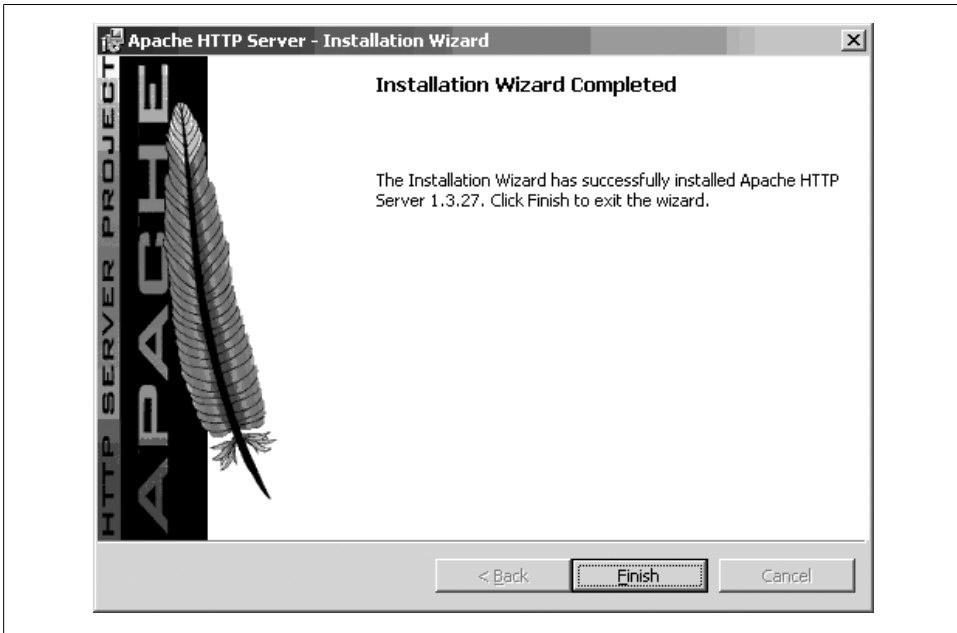 Apache HTTP Server - Installation Wizard
HTTP SERVER PROJECT
APACHE
Installation Wizard Completed
The Installation Wizard has successfully installed Apache HTTP
Server 1.3.27. Click Finish to exit the wizard.
< Back
Finish
Cancel